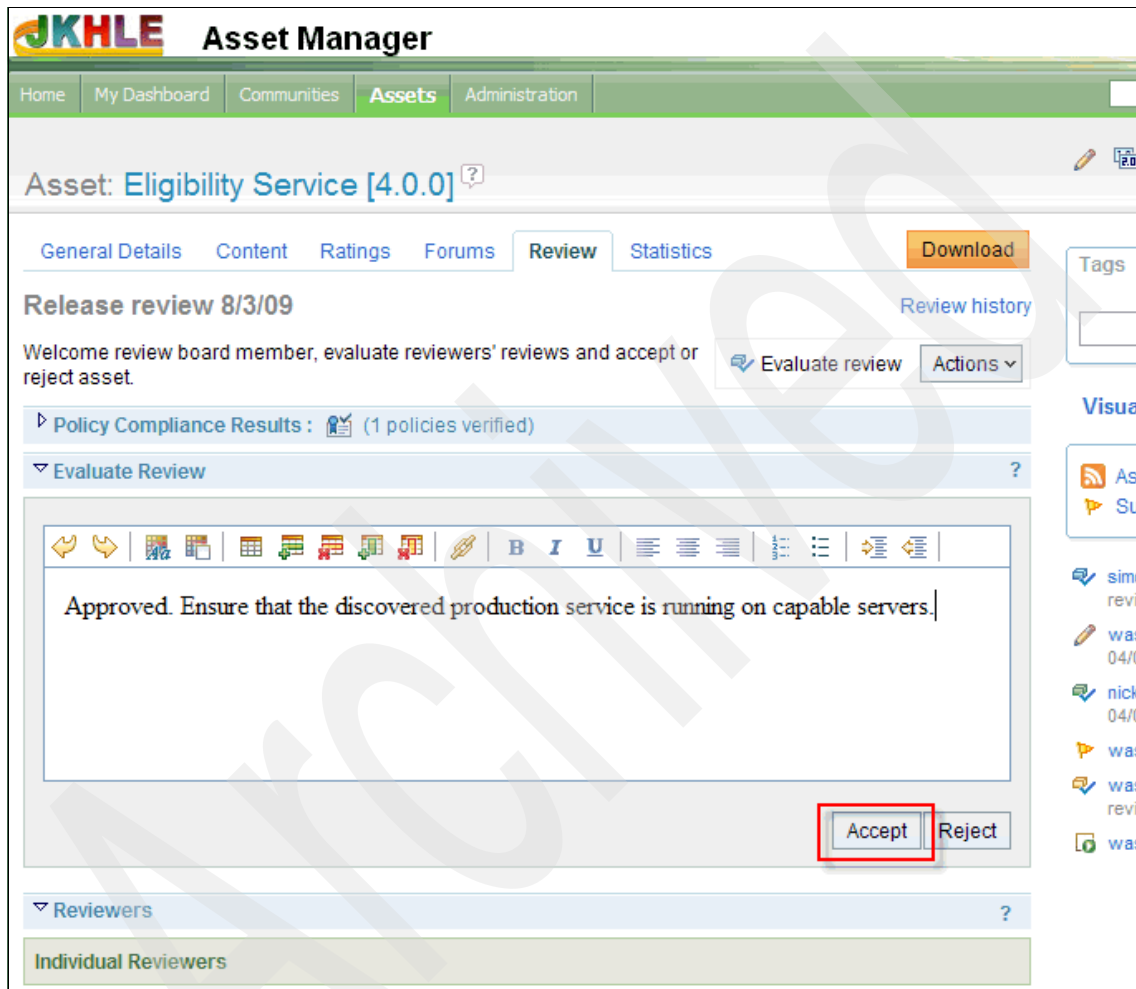 JKHLE Asset Manager
Home My Dashboard Communities Assets Administration
Asset: Eligibility Service [4.0.0] ?
General Details Content Ratings Forums Review Statistics Download
Tags
Release review 8/3/09 Review history
Welcome review board member, evaluate reviewers' reviews and accept or
reject asset.
Evaluate review Actions
Policy Compliance Results : (1 policies verified)
Evaluate Review ?
B I U
Approved. Ensure that the discovered production service is running on capable servers.
Accept Reject
Reviewers ?
Individual Reviewers
Archived